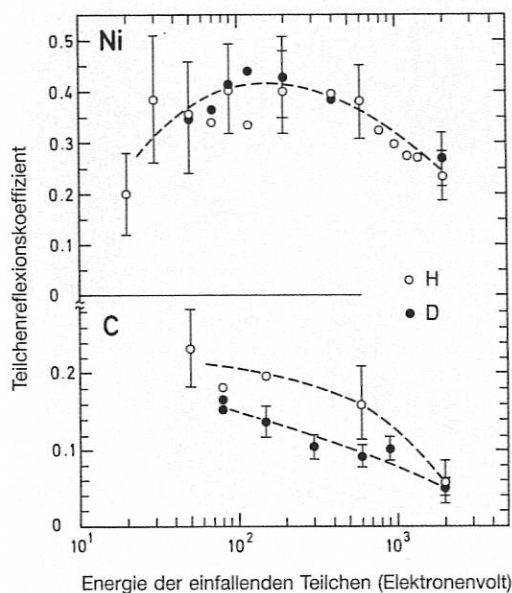 0.5
Ni
0.4
0.3
0.2
0.1
0
H
D
C
0.2
0.1
0
10¹
10²
10³
Teilchenreflexionskoeffizient
Energie der einfallenden Teilchen (Elektronenvolt)